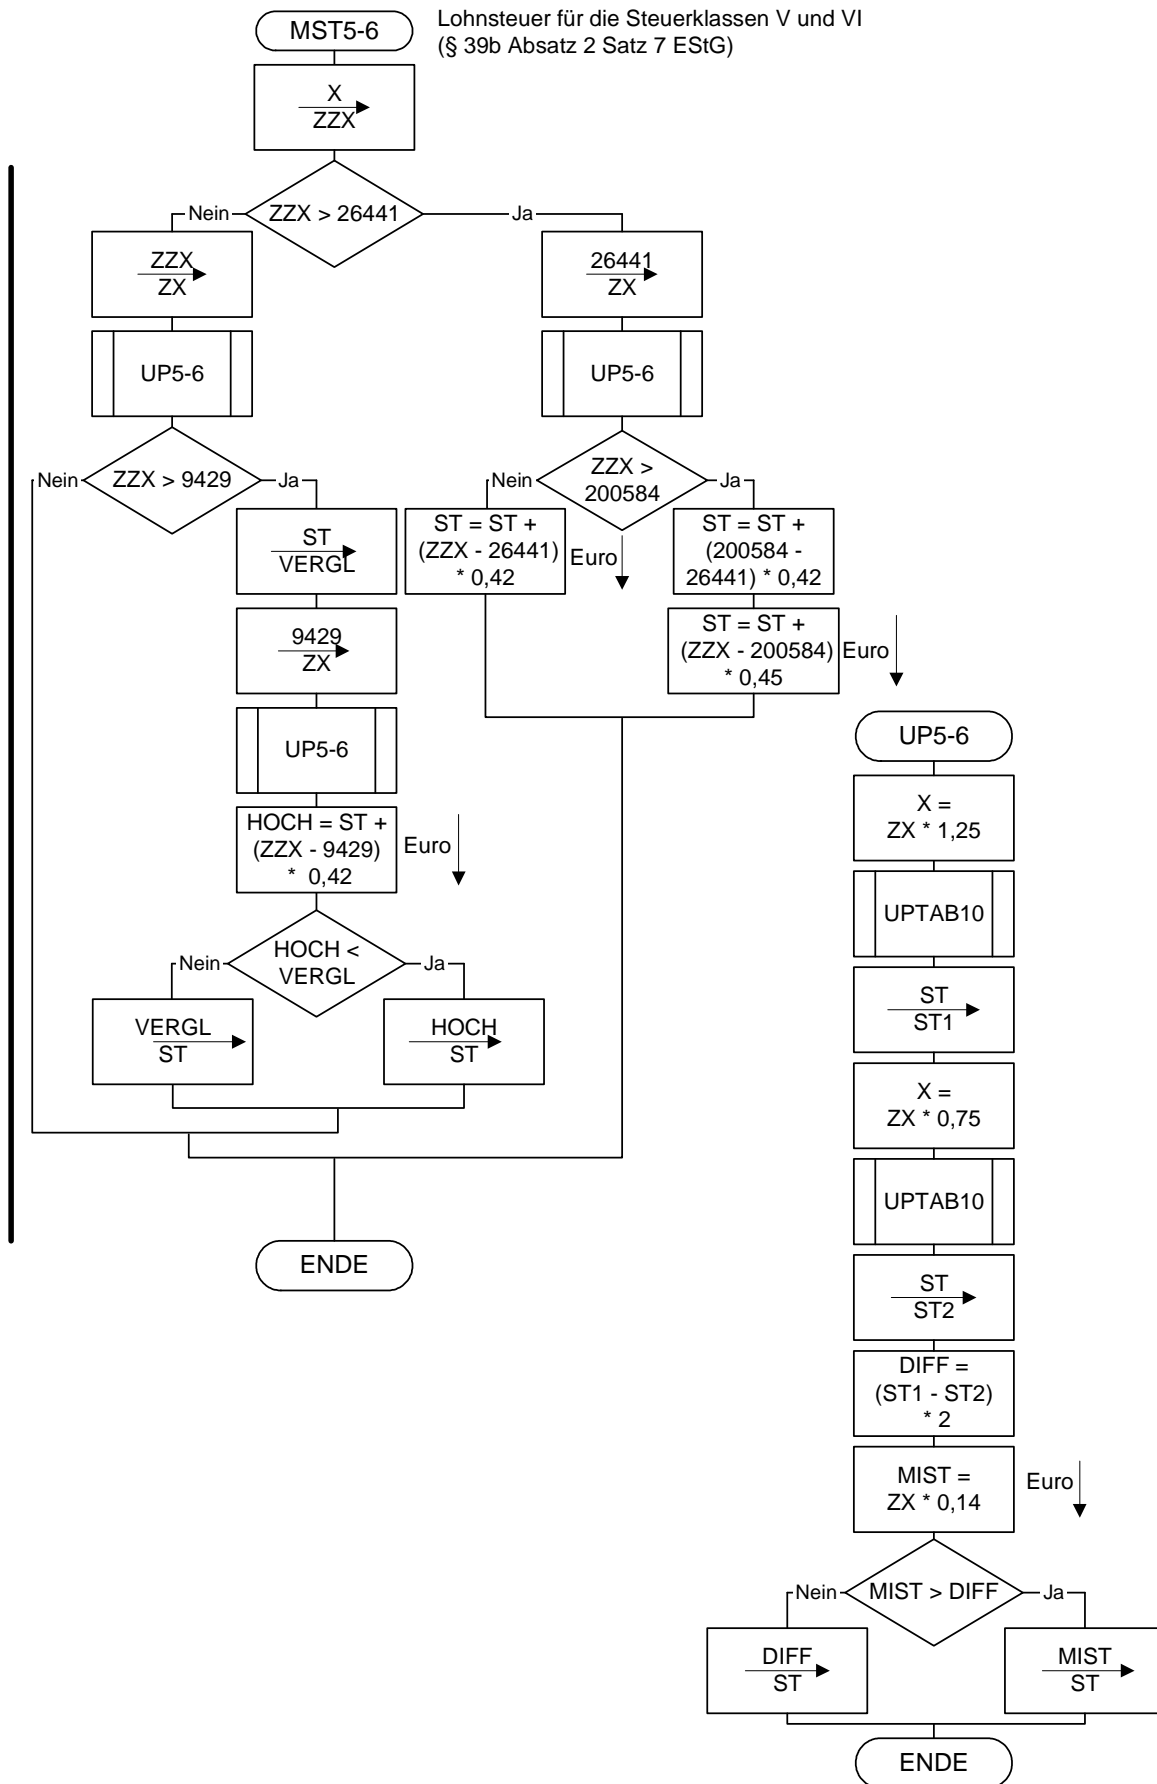 MST5-6
Lohnsteuer für die Steuerklassen V und VI
(§ 39b Absatz 2 Satz 7 EStG)
X
ZZX
Nein
ZZX > 26441
Ja
ZZX
ZX
26441
ZX
UP5-6
UP5-6
Nein
ZZX > 9429
Ja
Nein
ZZX >
200584
Ja
ST
VERGL
ST = ST +
(ZZX - 26441)
* 0,42
Euro
ST = ST +
(200584 -
26441) * 0,42
9429
ZX
ST = ST +
(ZZX - 200584)
* 0,45
Euro
UP5-6
HOCH = ST +
(ZZX - 9429)
* 0,42
Euro
Nein
HOCH <
VERGL
Ja
VERGL
ST
HOCH
ST
ENDE
UP5-6
X =
ZX * 1,25
UPTAB10
ST
ST1
X =
ZX * 0,75
UPTAB10
ST
ST2
DIFF =
(ST1 - ST2)
* 2
MIST =
ZX * 0,14
Euro
Nein
MIST > DIFF
Ja
DIFF
ST
MIST
ST
ENDE